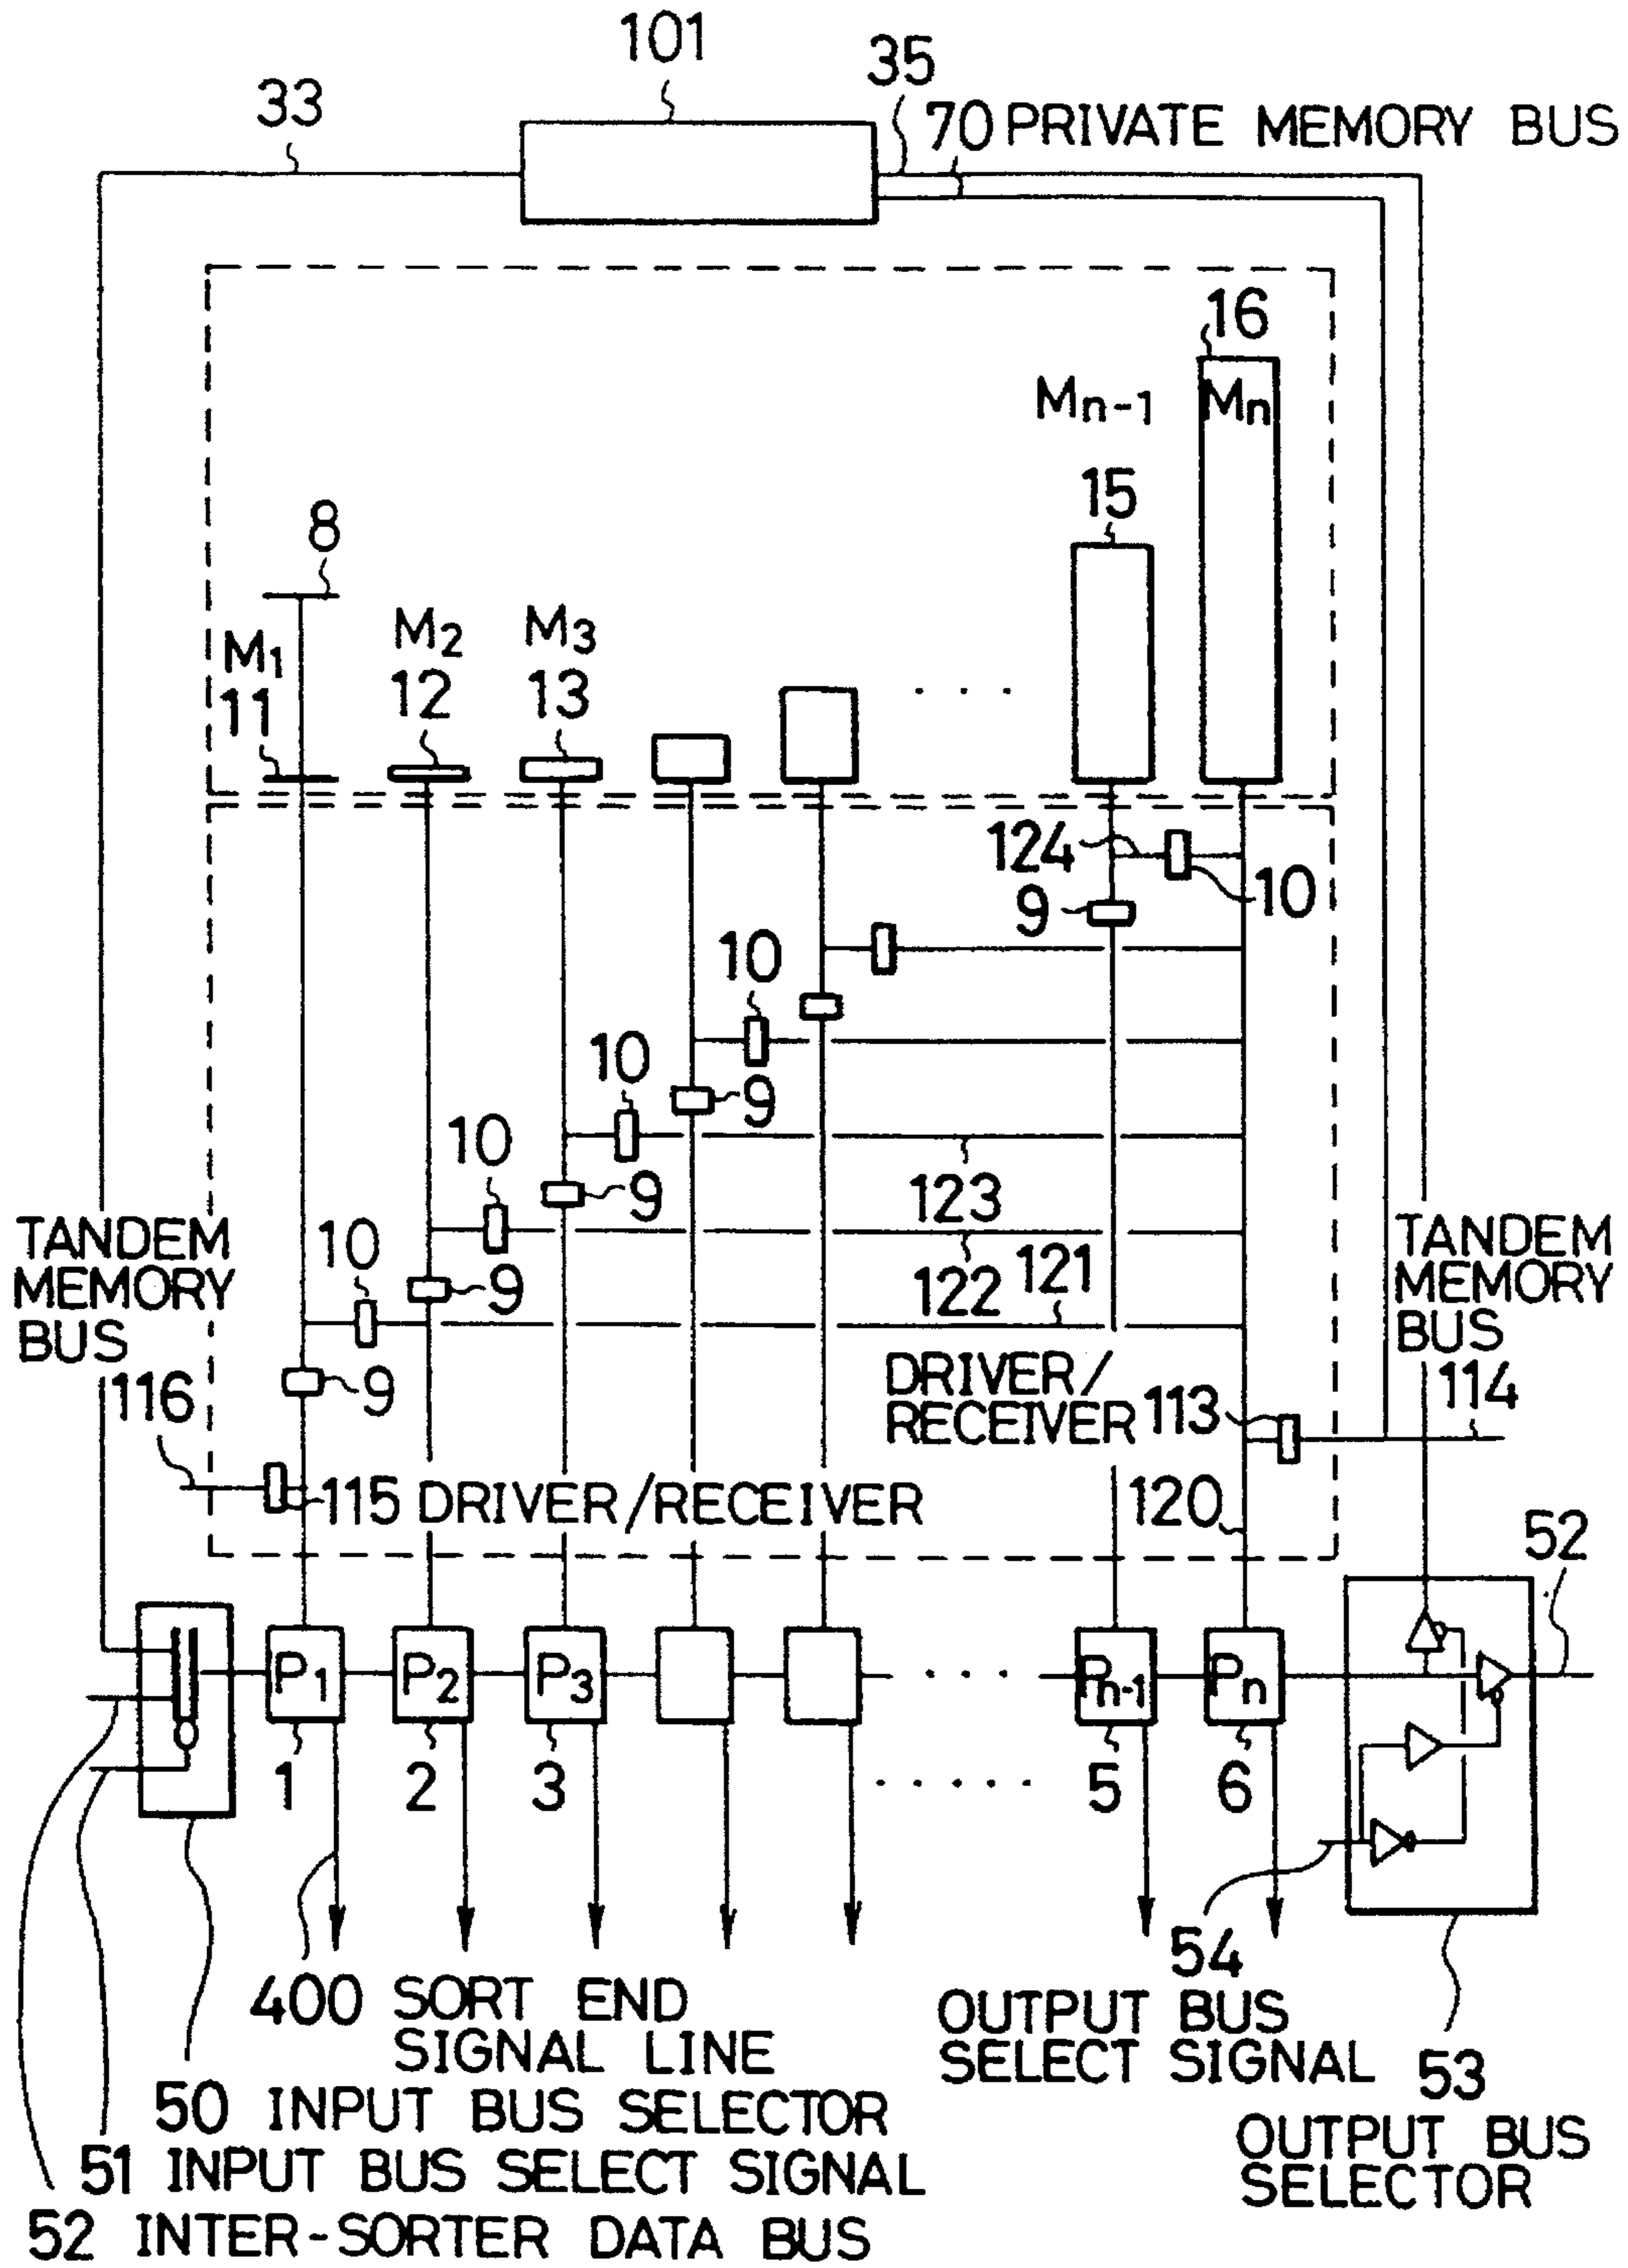 101
33
35
70 PRIVATE MEMORY BUS
16
Mn-1
Mn
15
8
M1
M2
M3
11
12
13
124
10
9
10
10
9
10
9
123
TANDEM
MEMORY
BUS
10
9
122
121
TANDEM
MEMORY
BUS
116
9
DRIVER/
RECEIVER
113
114
115 DRIVER/RECEIVER
120
52
P1
P2
P3
Pn-1
Pn
1
2
3
5
6
400 SORT END
SIGNAL LINE
54
OUTPUT BUS
SELECT SIGNAL
53
OUTPUT BUS
SELECTOR
50 INPUT BUS SELECTOR
51 INPUT BUS SELECT SIGNAL
52 INTER-SORTER DATA BUS